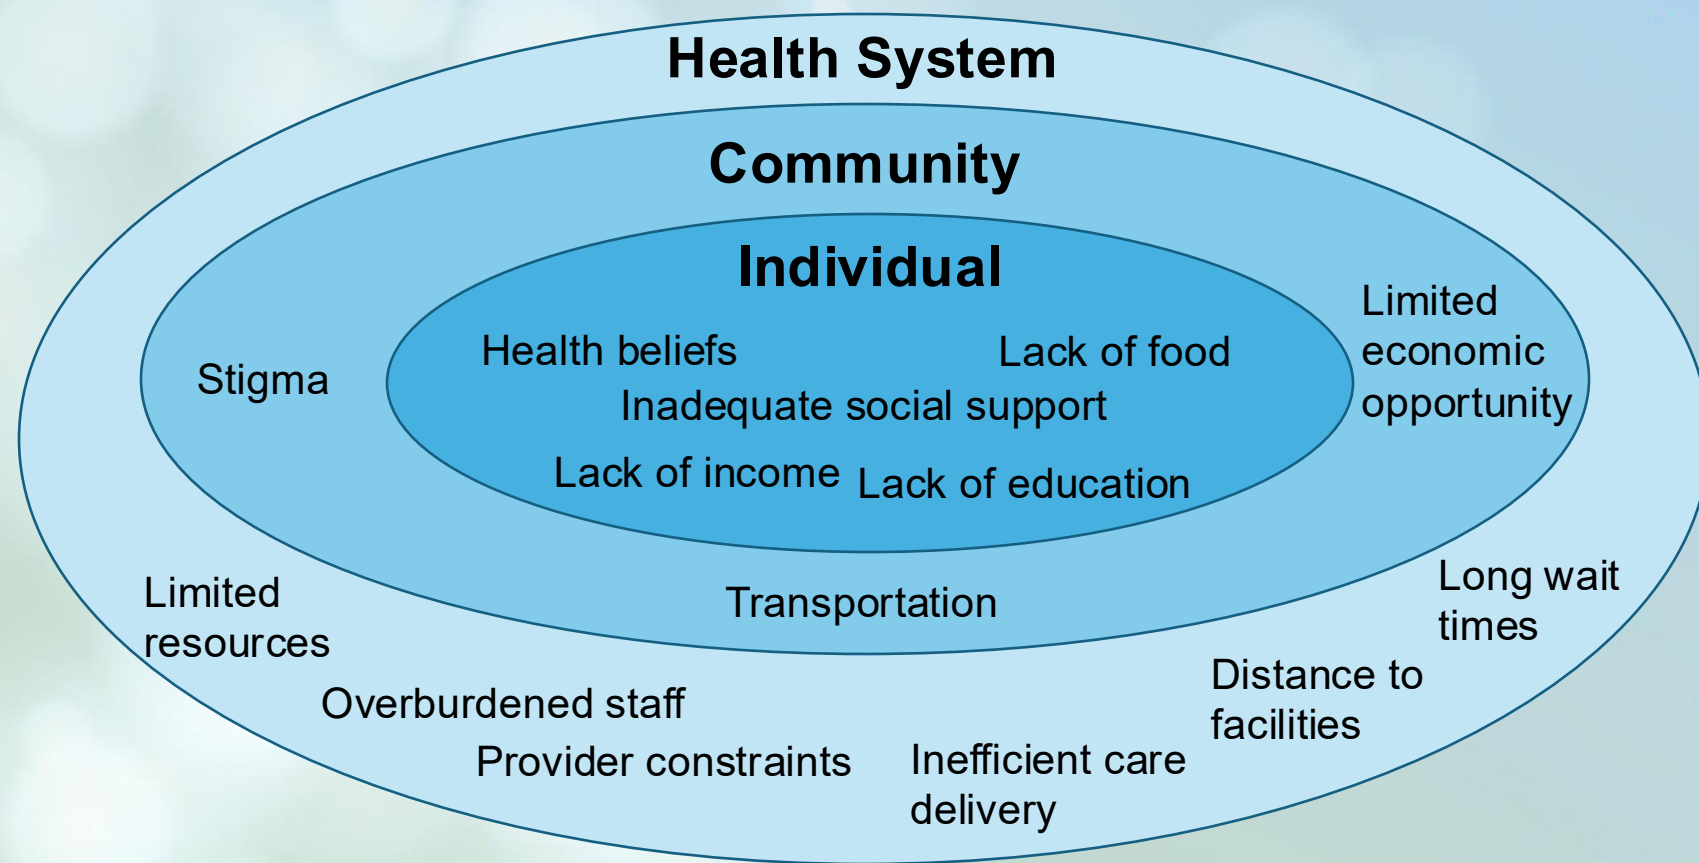 Health System
Community
Individual
Health beliefs
Lack of food
Inadequate social support
Lack of income
Lack of education
Stigma
Limited
economic
opportunity
Transportation
Limited
resources
Overburdened staff
Provider constraints
Inefficient care
delivery
Distance to
facilities
Long wait
times